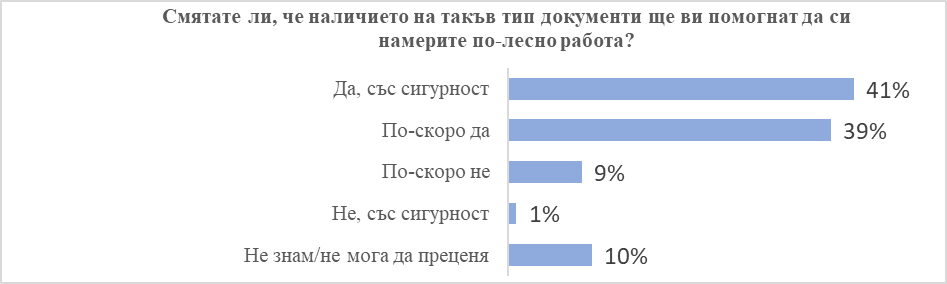 Смятате ли, че наличието на такъв тип документи ще ви помогнат да си
намерите по-лесно работа?
Да, със сигурност 41%
По-скоро да 39%
По-скоро не 9%
Не, със сигурност 1%
Не знам/не мога да преценя 10%